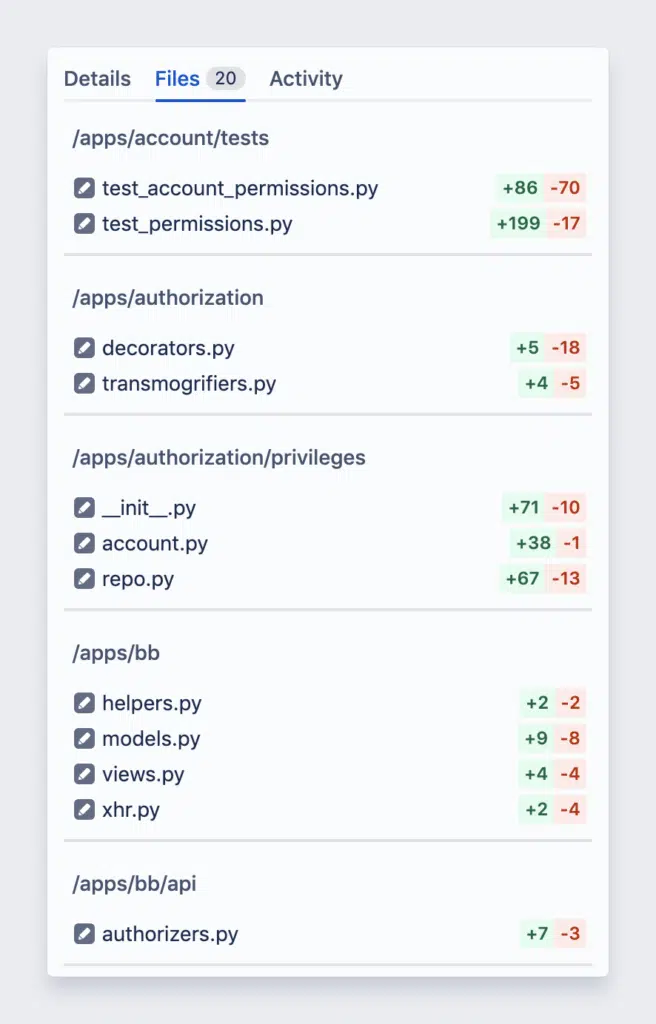 Details Files 20 Activity
/apps/account/tests
test_account_permissions.py +86 -70
test_permissions.py +199 -17
/apps/authorization
decorators.py +5 -18
transmogrifiers.py +4 -5
/apps/authorization/privileges
__init__.py +71 -10
account.py +38 -1
repo.py +67 -13
/apps/bb
helpers.py +2 -2
models.py +9 -8
views.py +4 -4
xhr.py +2 -4
/apps/bb/api
authorizers.py +7 -3